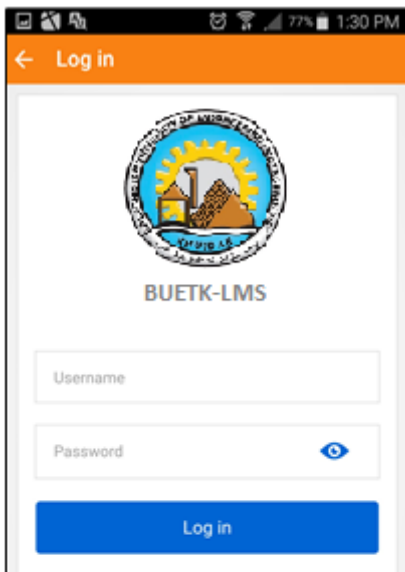 77% 1:30 PM
Log in
BUETK-LMS
Username
Password
Log in